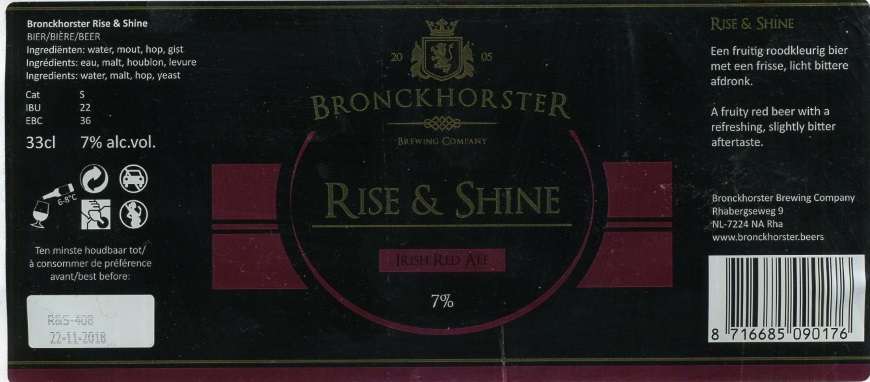 Bronckhorster Rise & Shine
BIER/BIÈRE/BEER
Ingrediënten: water, mout, hop, gist
Ingrédients: eau, malt, houblon, levure
Ingredients: water, malt, hop, yeast
Cat S
IBU 22
EBC 36
33cl 7% alc.vol.
6-8°C
Ten minste houdbaar tot/
à consommer de préférence
avant/best before:
R&S-408
22-11-2018
20 05
BRONCKHORSTER
BREWING COMPANY
RISE & SHINE
IRISH RED ALE
7%
RISE & SHINE
Een fruitig roodkleurig bier
met een frisse, licht bittere
afdronk.
A fruity red beer with a
refreshing, slightly bitter
aftertaste.
Bronckhorster Brewing Company
Rhabergseweg 9
NL-7224 NA Rha
www.bronckhorster.beers
8 716685 090176